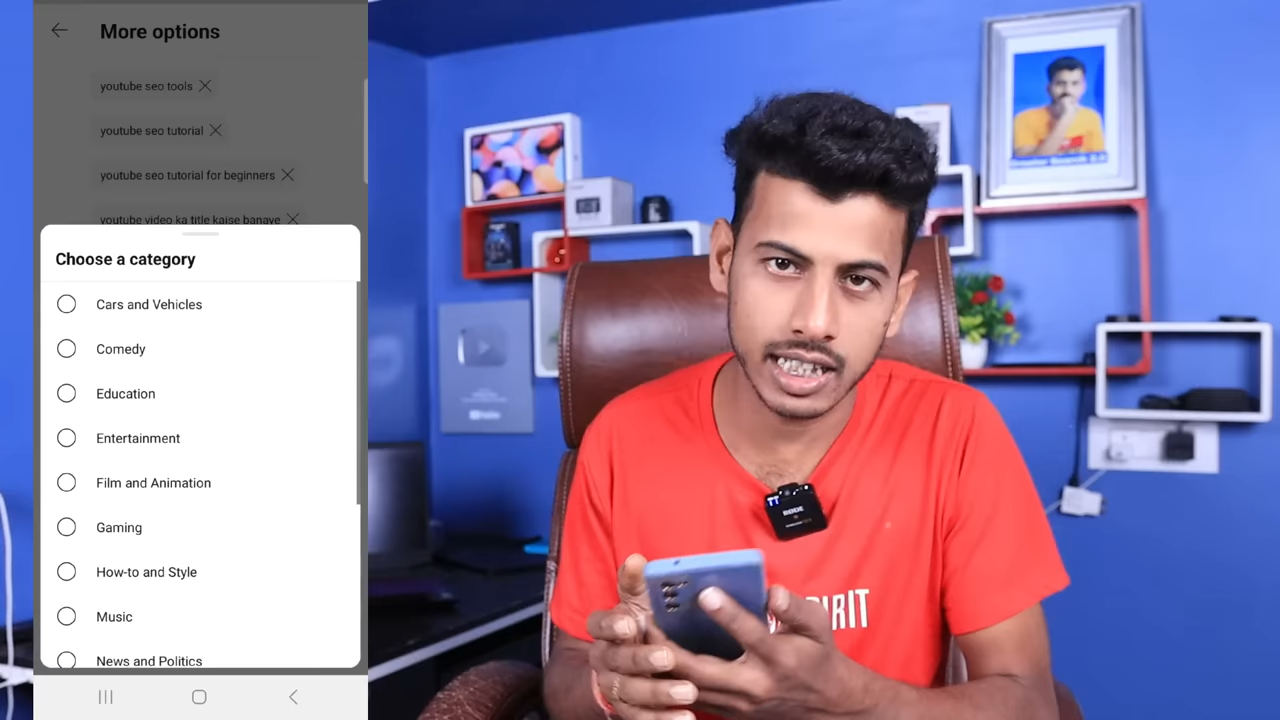 More options
youtube seo tools
youtube seo tutorial
youtube seo tutorial for beginners
youtube video ka title kaise banaye
Choose a category
Cars and Vehicles
Comedy
Education
Entertainment
Film and Animation
Gaming
How-to and Style
Music
News and Politics
RODE